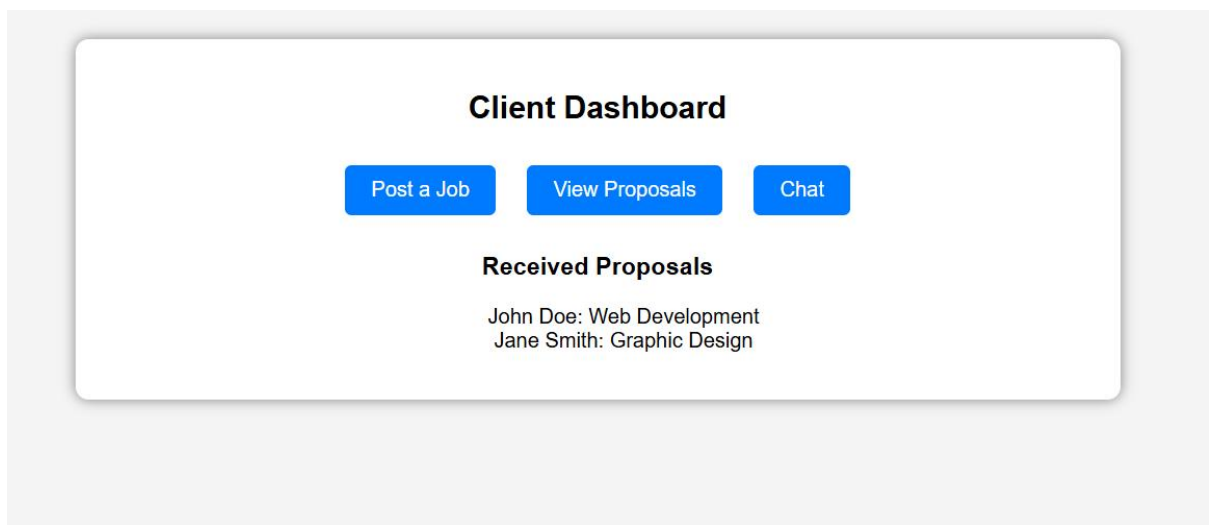 Client Dashboard
Post a Job View Proposals Chat
Received Proposals
John Doe: Web Development
Jane Smith: Graphic Design